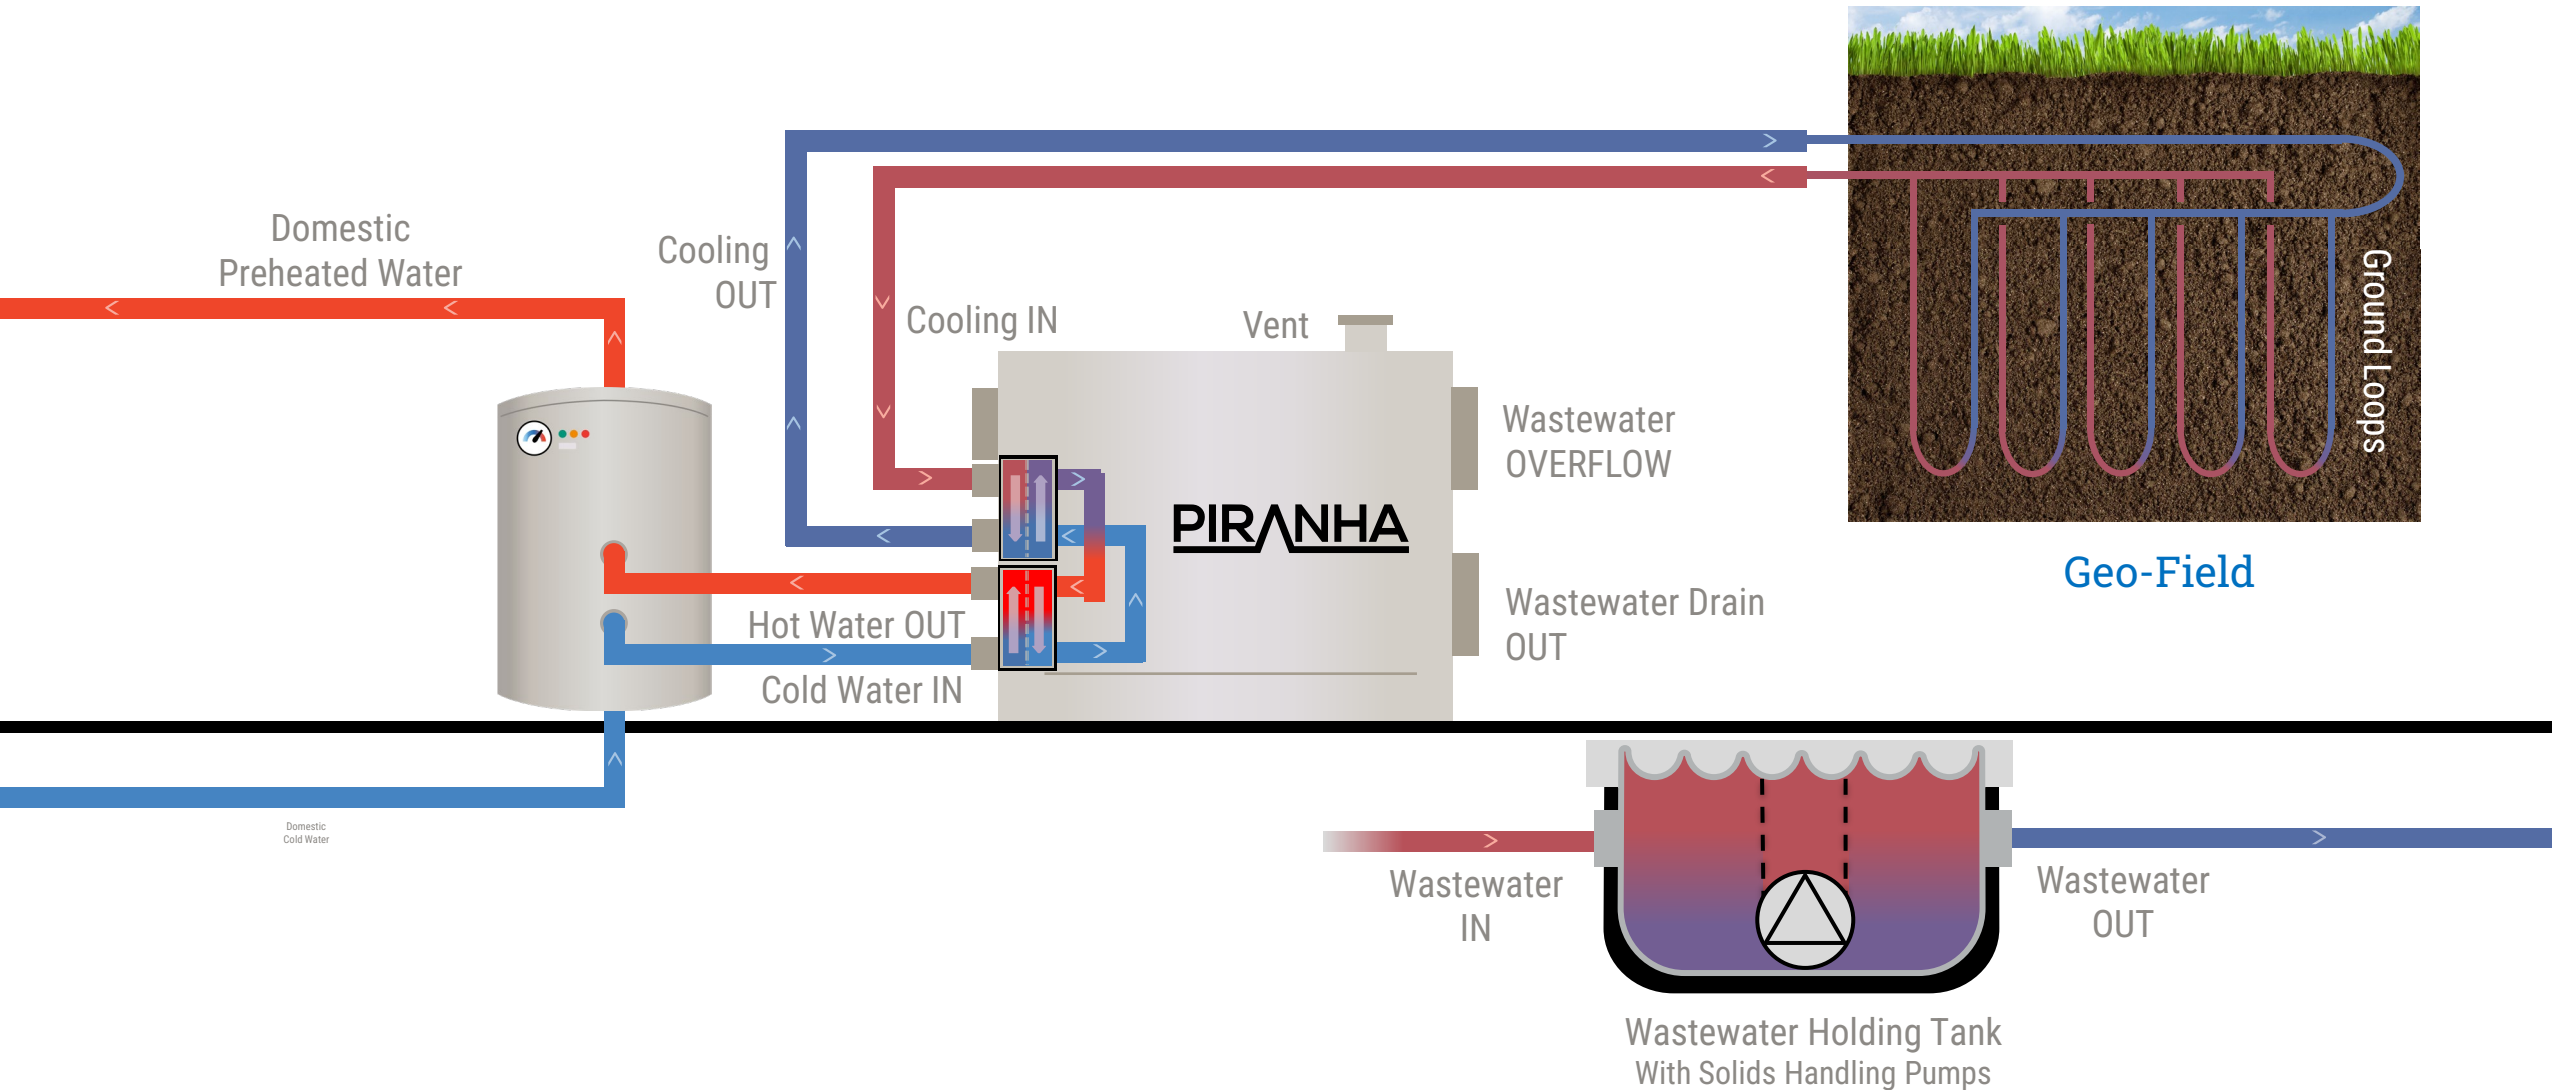 Domestic
Preheated Water
Cooling
OUT
Cooling IN
Vent
Ground Loops
Wastewater
OVERFLOW
PIRANHA
Geo-Field
Wastewater Drain
OUT
Hot Water OUT
Cold Water IN
Domestic
Cold Water
Wastewater
IN
Wastewater
OUT
Wastewater Holding Tank
With Solids Handling Pumps